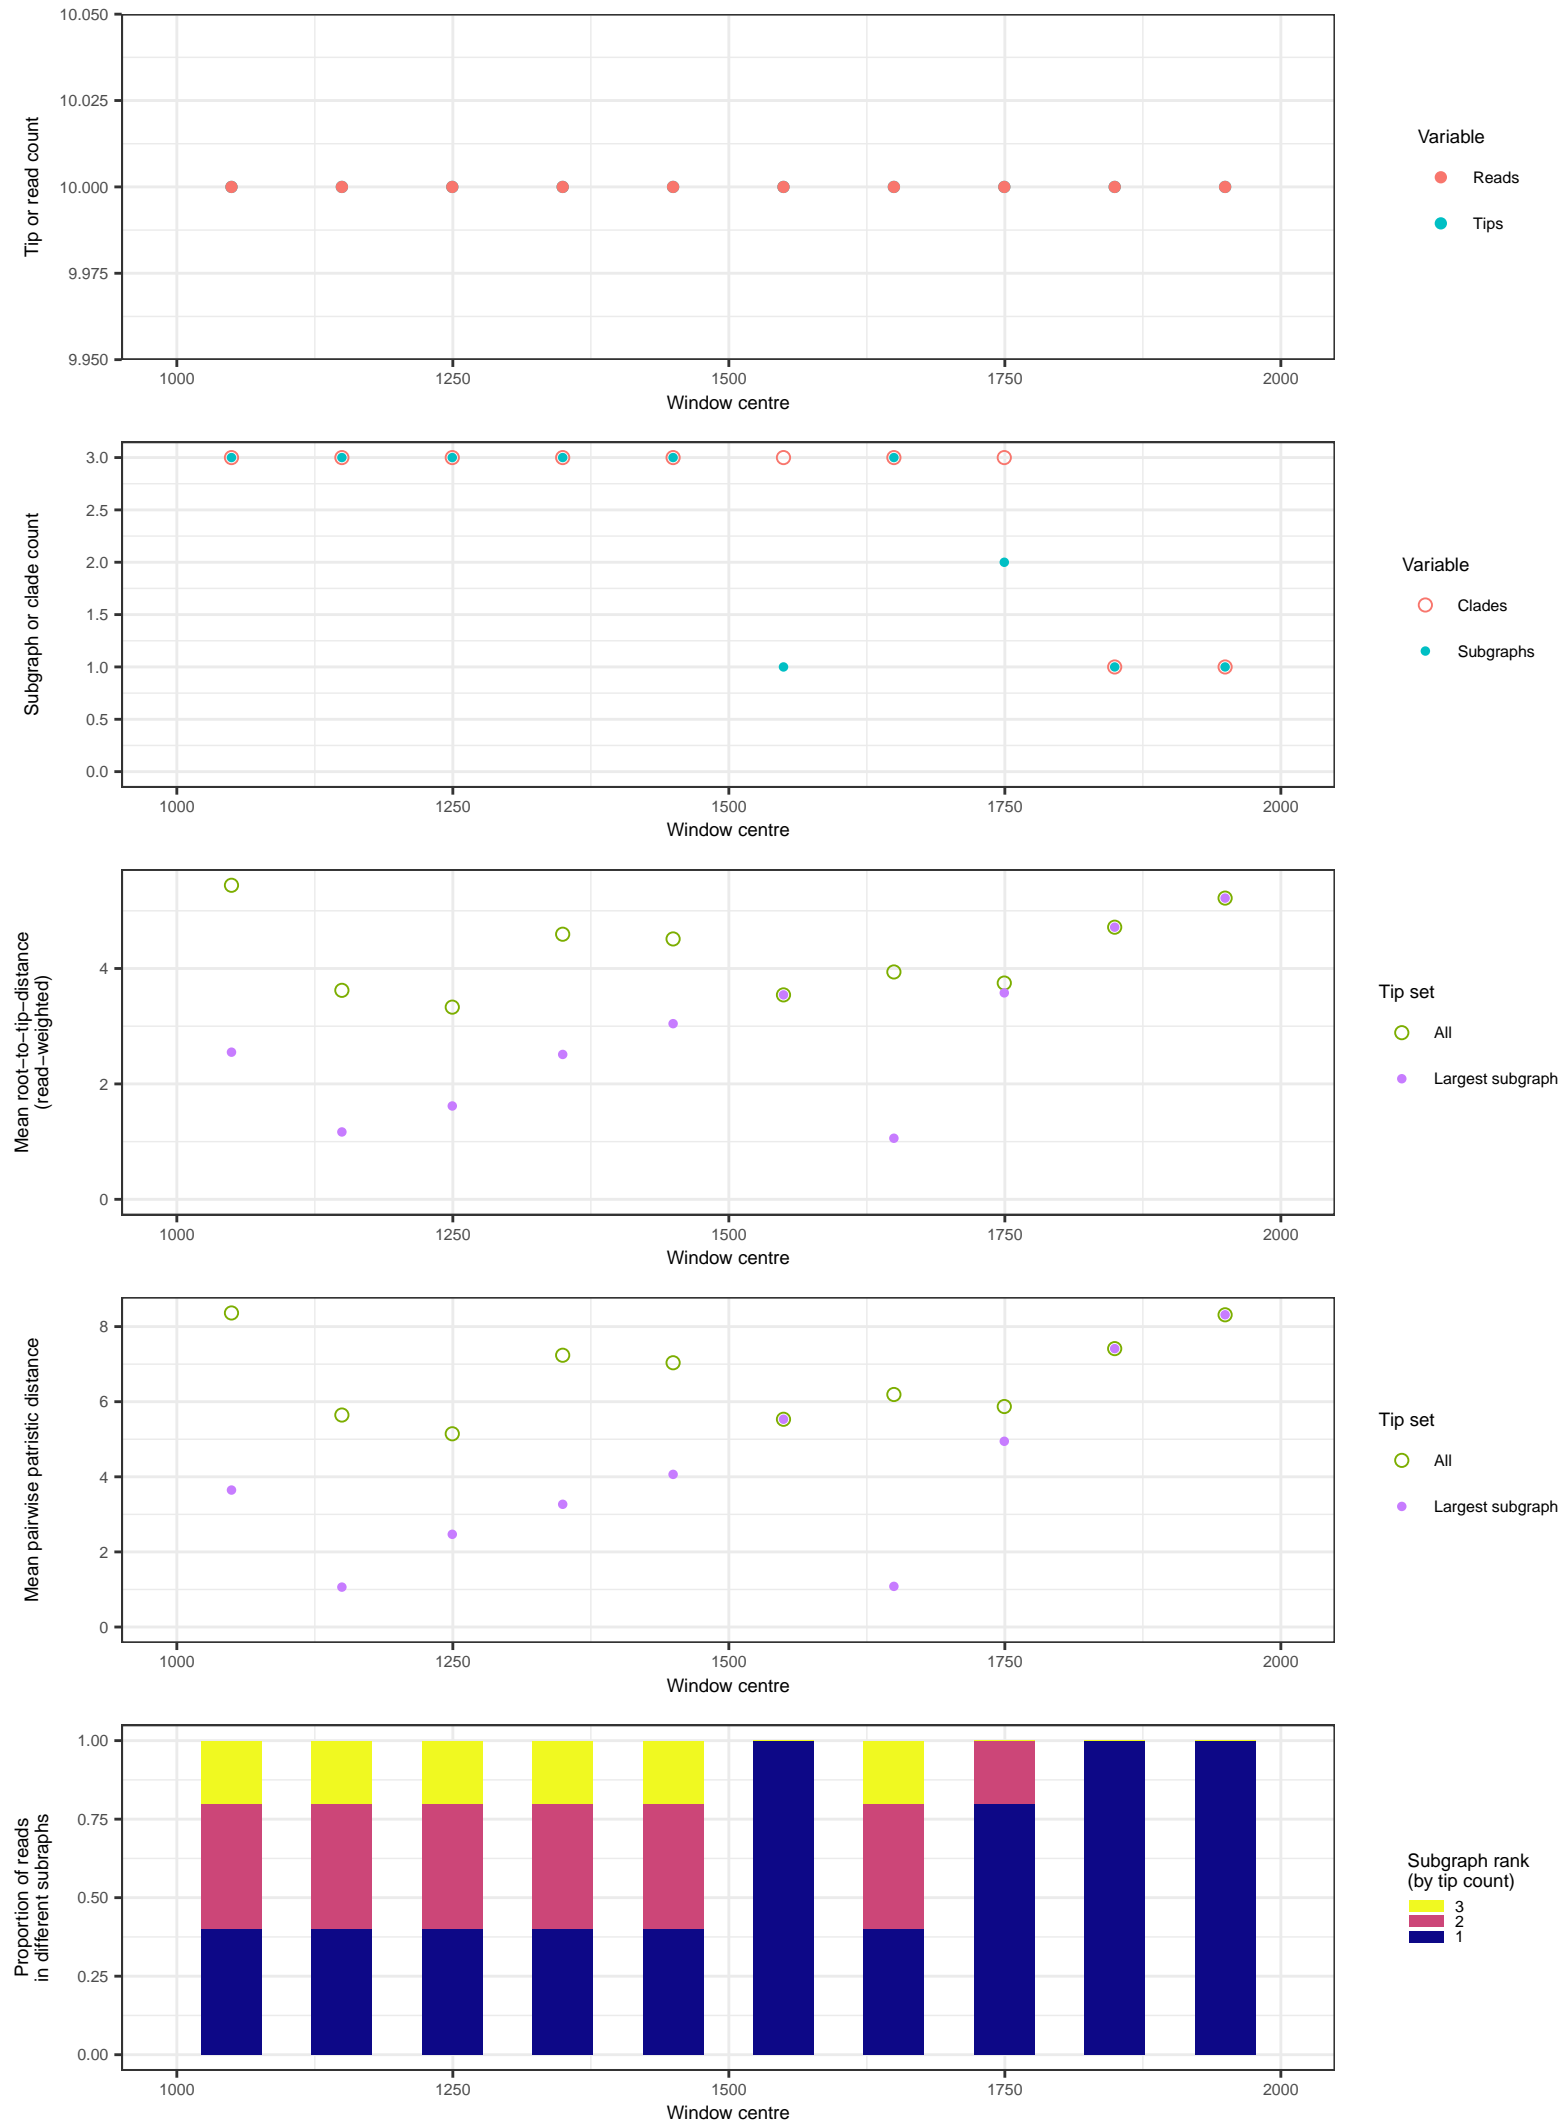 10.050
10.025
10.000
9.975
9.950
Tip or read count
1000 1250 1500 1750 2000
Window centre
Variable
Reads
Tips
3.0
2.5
2.0
1.5
1.0
0.5
0.0
Subgraph or clade count
1000 1250 1500 1750 2000
Window centre
Variable
Clades
Subgraphs
4
2
0
Mean root−to−tip−distance
(read−weighted)
1000 1250 1500 1750 2000
Window centre
Tip set
All
Largest subgraph
8
6
4
2
0
Mean pairwise patristic distance
1000 1250 1500 1750 2000
Window centre
Tip set
All
Largest subgraph
1.00
0.75
0.50
0.25
0.00
Proportion of reads
in different subraphs
1000 1250 1500 1750 2000
Window centre
Subgraph rank
(by tip count)
3
2
1